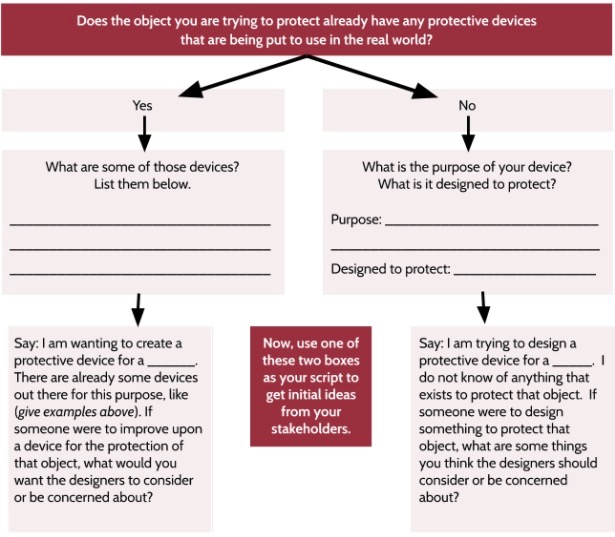 Does the object you are trying to protect already have any protective devices
that are being put to use in the real world?
Yes
No
What are some of those devices?
List them below.
What is the purpose of your device?
What is it designed to protect?
Purpose: ____________________
Designed to protect: ____________________
Say: I am wanting to create a
protective device for a _______.
There are already some devices
out there for this purpose, like
(give examples above). If
someone were to improve upon
a device for the protection of
that object, what would you
want the designers to consider
or be concerned about?
Now, use one of
these two boxes
as your script to
get initial ideas
from your
stakeholders.
Say: I am trying to design a
protective device for a ______. I
do not know of anything that
exists to protect that object. If
someone were to design
something to protect that
object, what are some things
you think the designers should
consider or be concerned
about?